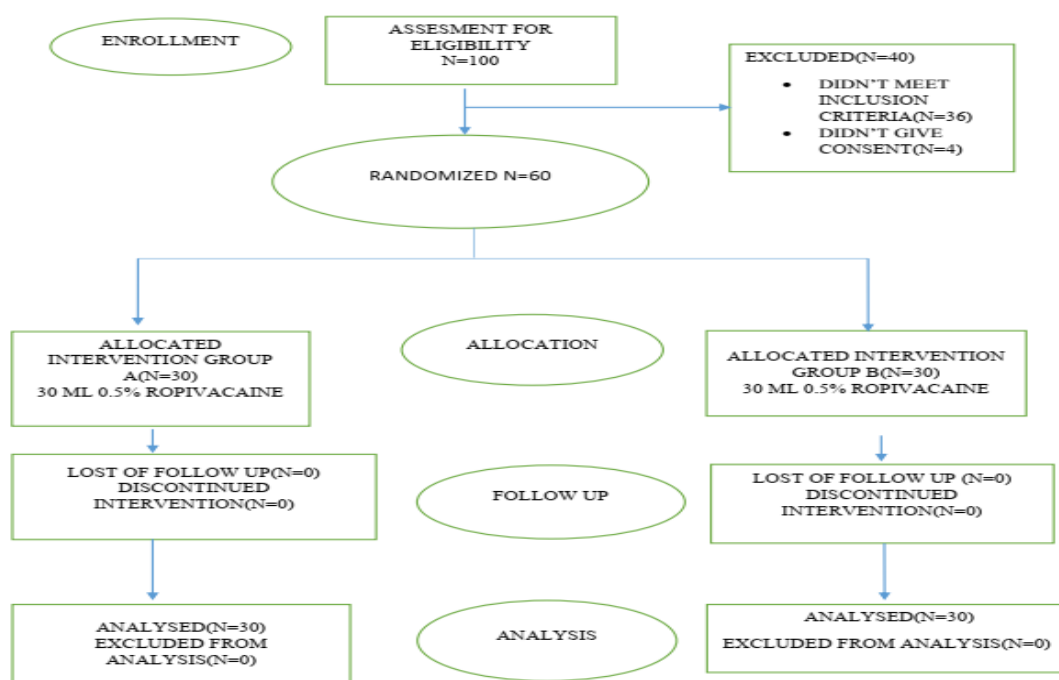 ENROLLMENT
ASSESMENT FOR
ELIGIBILITY
N=100
EXCLUDED(N=40)
• DIDN'T MEET
INCLUSION
CRITERIA(N=36)
• DIDN'T GIVE
CONSENT(N=4)
RANDOMIZED N=60
ALLOCATED
INTERVENTION GROUP
A(N=30)
30 ML 0.5% ROPIVACAINE
ALLOCATION
ALLOCATED INTERVENTION
GROUP B(N=30)
30 ML 0.5% ROPIVACAINE
LOST OF FOLLOW UP(N=0)
DISCONTINUED
INTERVENTION(N=0)
FOLLOW UP
LOST OF FOLLOW UP (N=0)
DISCONTINUED
INTERVENTION(N=0)
ANALYSED(N=30)
EXCLUDED FROM
ANALYSIS(N=0)
ANALYSIS
ANALYSED(N=30)
EXCLUDED FROM ANALYSIS(N=0)